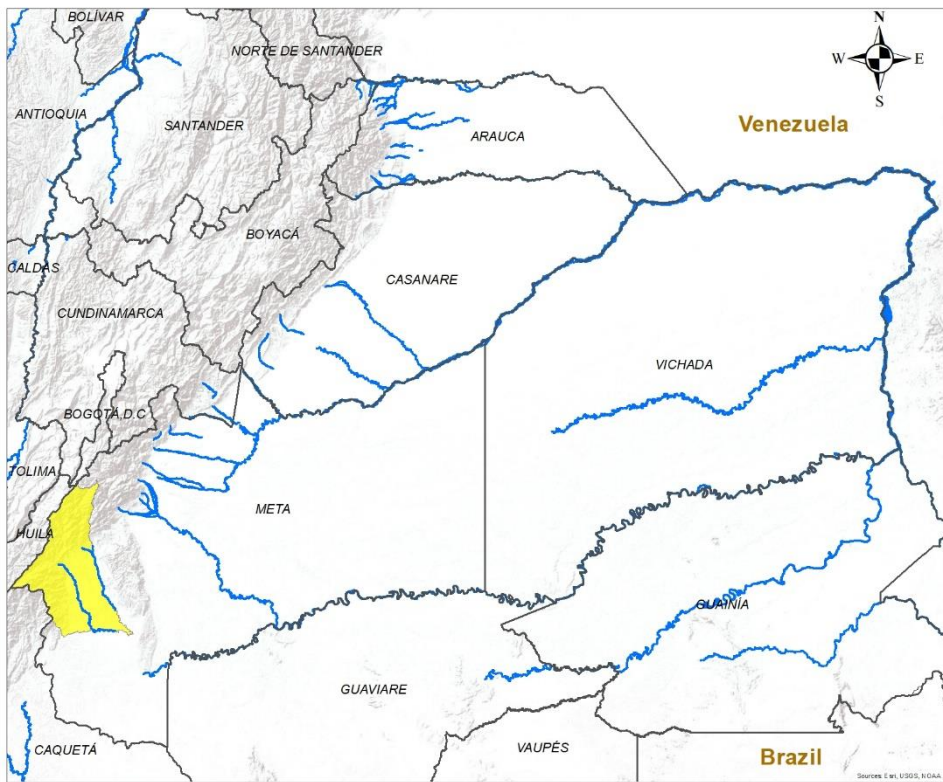 BOLÍVAR
N
NORTE DE SANTANDER
W E
S
ANTIOQUIA
SANTANDER
Venezuela
ARAUCA
BOYACÁ
CALDAS
CASANARE
CUNDINAMARCA
VICHADA
BOGOTÁ,D.C
TOLIMA
META
HUILA
GUAINÍA
GUAVIARE
CAQUETÁ
VAUPÉS
Brazil
Sources: Esri, USGS, NOAA